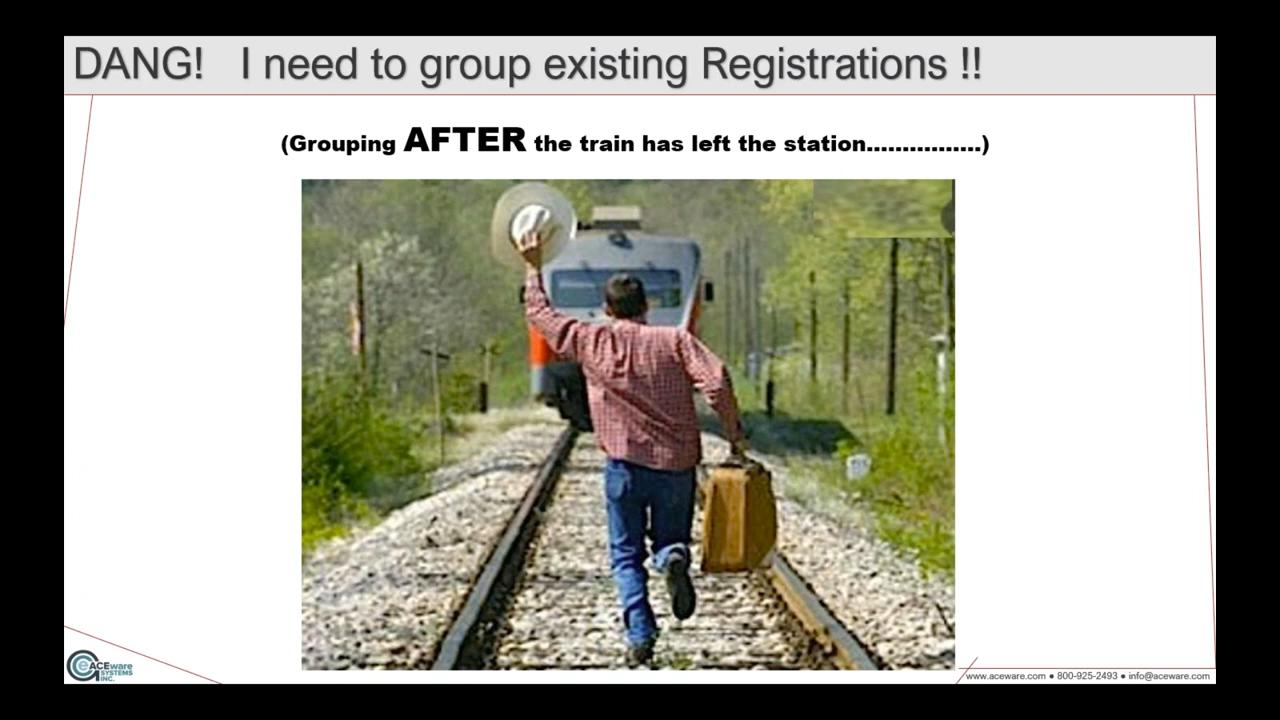 DANG! I need to group existing Registrations !!
(Grouping AFTER the train has left the station................)
ACEware
SYSTEMS
INC.
www.aceware.com ● 800-925-2493 ● info@aceware.com